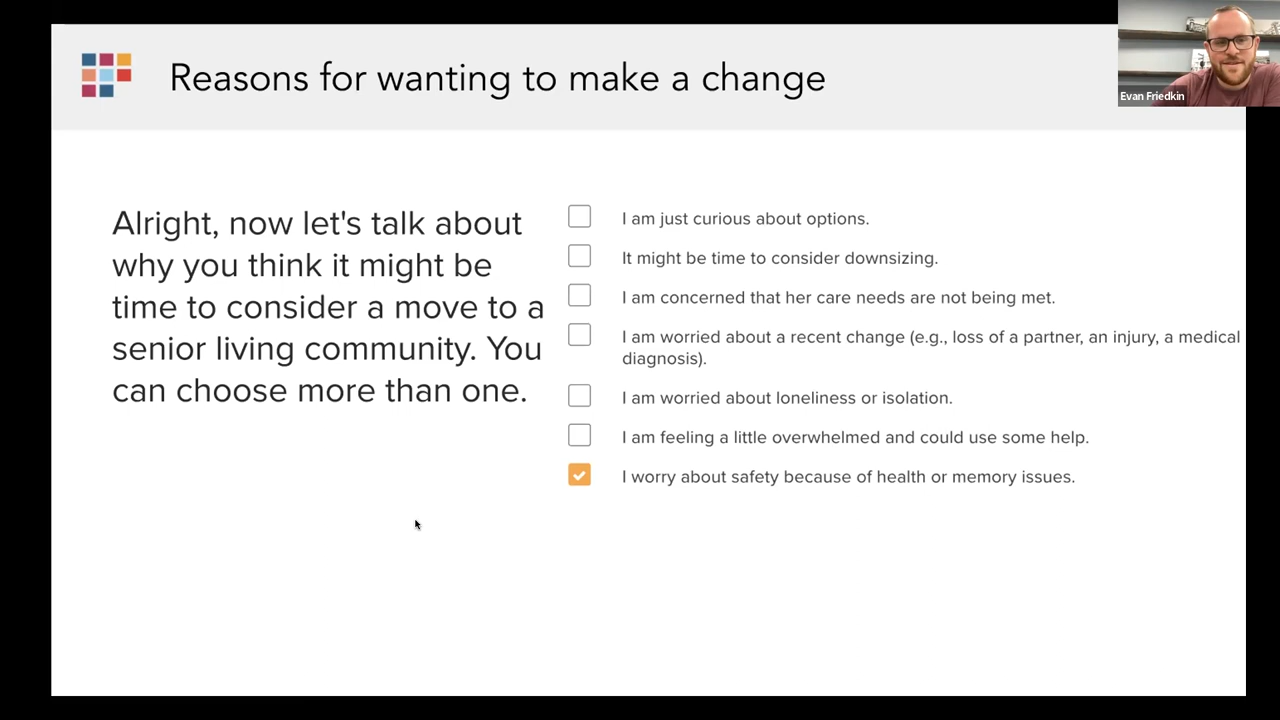 Reasons for wanting to make a change
Evan Friedkin
Alright, now let's talk about
why you think it might be
time to consider a move to a
senior living community. You
can choose more than one.
I am just curious about options.
It might be time to consider downsizing.
I am concerned that her care needs are not being met.
I am worried about a recent change (e.g., loss of a partner, an injury, a medical
diagnosis).
I am worried about loneliness or isolation.
I am feeling a little overwhelmed and could use some help.
I worry about safety because of health or memory issues.